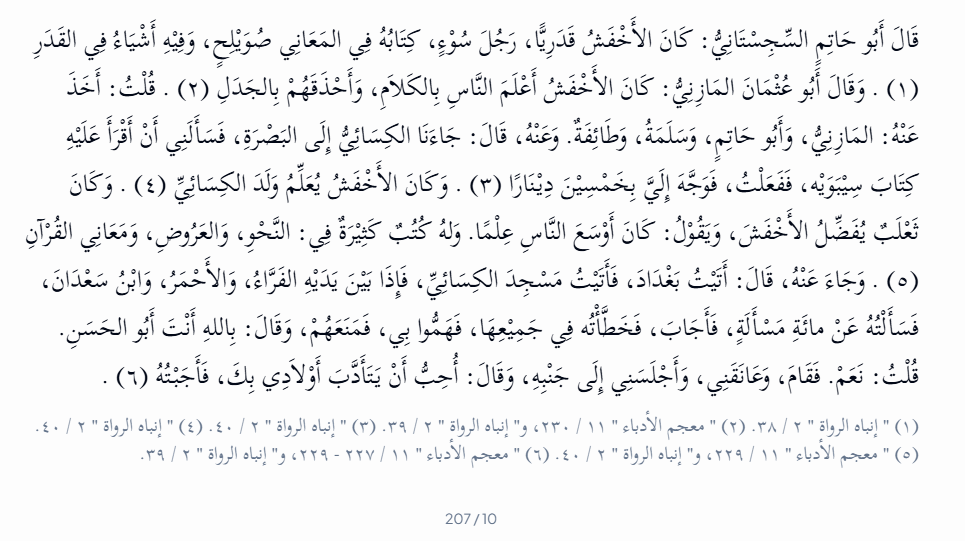 قَالَ أَبُو حَاتِمٍ السِّجِسْتَانِيُّ: كَانَ الأَخْفَشُ قَدَرِيًّا، رَجُلَ سُوْءٍ، كِتَابُهُ فِي المَعَانِي صُوَيْلِحٍ، وَفِيْهِ أَشْيَاءُ فِي القَدَرِ
(١) . وَقَالَ أَبُو عُثْمَانَ المَازِنِيُّ: كَانَ الأَخْفَشُ أَعْلَمَ النَّاسِ بِالكَلاَمِ، وَأَحْذَقَهُمْ بِالجَدَلِ (٢) . قُلْتُ: أَخَذَ
عَنْهُ: المَازِنِيُّ، وَأَبُو حَاتِمٍ، وَسَلَمَةُ، وَطَائِفَةٌ. وَعَنْهُ، قَالَ: جَاءَنَا الكِسَائِيُّ إِلَى البَصْرَةِ، فَسَأَلَنِي أَنْ أَقْرَأَ عَلَيْهِ
كِتَابَ سِيْبَوَيْه، فَفَعَلْتُ، فَوَجَّهَ إِلَيَّ بِخَمْسِيْنَ دِيْنَارًا (٣) . وَكَانَ الأَخْفَشُ يُعَلِّمُ وَلَدَ الكِسَائِيِّ (٤) . وَكَانَ
ثَعْلَبٌ يُفَضِّلُ الأَخْفَشَ، وَيَقُوْلُ: كَانَ أَوْسَعَ النَّاسِ عِلْمًا. وَلهُ كُتُبٌ كَثِيْرَةٌ فِي: النَّحْوِ، وَالعَرُوضِ، وَمَعَانِي القُرْآنِ
(٥) . وَجَاءَ عَنْهُ، قَالَ: أَتَيْتُ بَغْدَادَ، فَأَتَيْتُ مَسْجِدَ الكِسَائِيِّ، فَإِذَا بَيْنَ يَدَيْهِ الفَرَّاءُ، وَالأَحْمَرُ، وَابْنُ سَعْدَانَ،
فَسَأَلْتُهُ عَنْ مائَةِ مَسْأَلَةٍ، فَأَجَابَ، فَخَطَّأْتُه فِي جَمِيْعِهَا، فَهَمُّوا بِي، فَمَنَعَهُمْ، وَقَالَ: بِاللهِ أَنْتَ أَبُو الحَسَنِ.
قُلْتُ: نَعَمْ. فَقَامَ، وَعَانَقَنِي، وَأَجْلَسَنِي إِلَى جَنْبِهِ، وَقَالَ: أُحِبُّ أَنْ يَتَأَدَّبَ أَوْلاَدِي بِكَ، فَأَجَبْتُهُ (٦) .
(١) " إنباه الرواة " ٢ / ٣٨. (٢) " معجم الأدباء " ١١ / ٢٣٠، و" إنباه الرواة " ٢ / ٣٩. (٣) " إنباه الرواة " ٢ / ٤٠. (٤) " إنباه الرواة " ٢ / ٤٠.
(٥) " معجم الأدباء " ١١ / ٢٢٩، و" إنباه الرواة " ٢ / ٤٠. (٦) " معجم الأدباء " ١١ / ٢٢٧ - ٢٢٩، و" إنباه الرواة " ٢ / ٣٩.
207/10